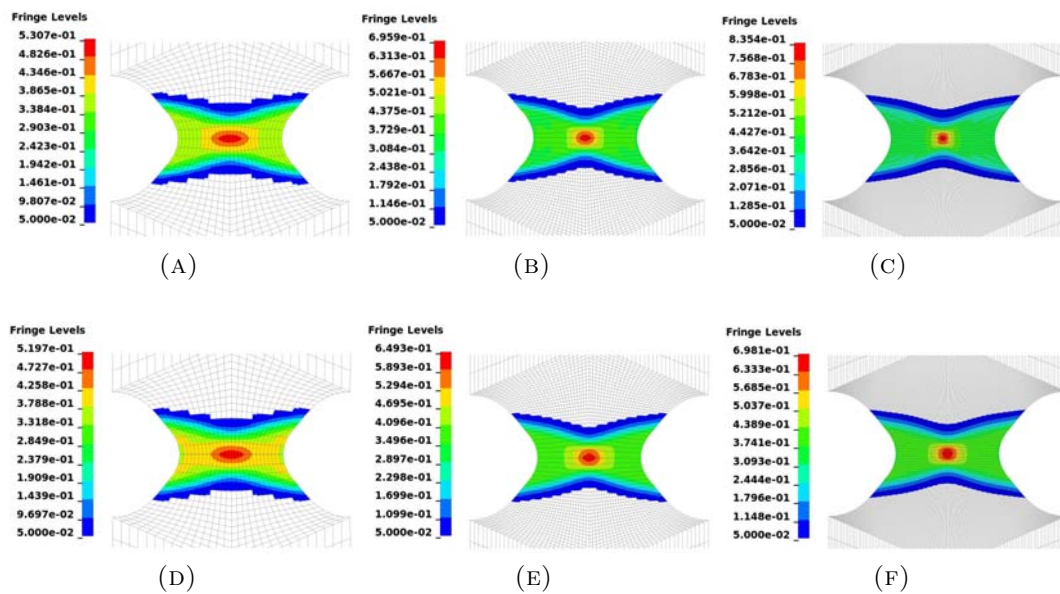 Fringe Levels
5.307e-01
4.826e-01
4.346e-01
3.865e-01
3.384e-01
2.903e-01
2.423e-01
1.942e-01
1.461e-01
9.807e-02
5.000e-02
(A)
Fringe Levels
6.959e-01
6.313e-01
5.667e-01
5.021e-01
4.375e-01
3.729e-01
3.084e-01
2.438e-01
1.792e-01
1.146e-01
5.000e-02
(B)
Fringe Levels
8.354e-01
7.568e-01
6.783e-01
5.998e-01
5.212e-01
4.427e-01
3.642e-01
2.856e-01
2.071e-01
1.285e-01
5.000e-02
(C)
Fringe Levels
5.197e-01
4.727e-01
4.258e-01
3.788e-01
3.318e-01
2.849e-01
2.379e-01
1.909e-01
1.439e-01
9.697e-02
5.000e-02
(D)
Fringe Levels
6.493e-01
5.893e-01
5.294e-01
4.695e-01
4.096e-01
3.496e-01
2.897e-01
2.298e-01
1.699e-01
1.099e-01
5.000e-02
(E)
Fringe Levels
6.981e-01
6.333e-01
5.685e-01
5.037e-01
4.389e-01
3.741e-01
3.093e-01
2.444e-01
1.796e-01
1.148e-01
5.000e-02
(F)